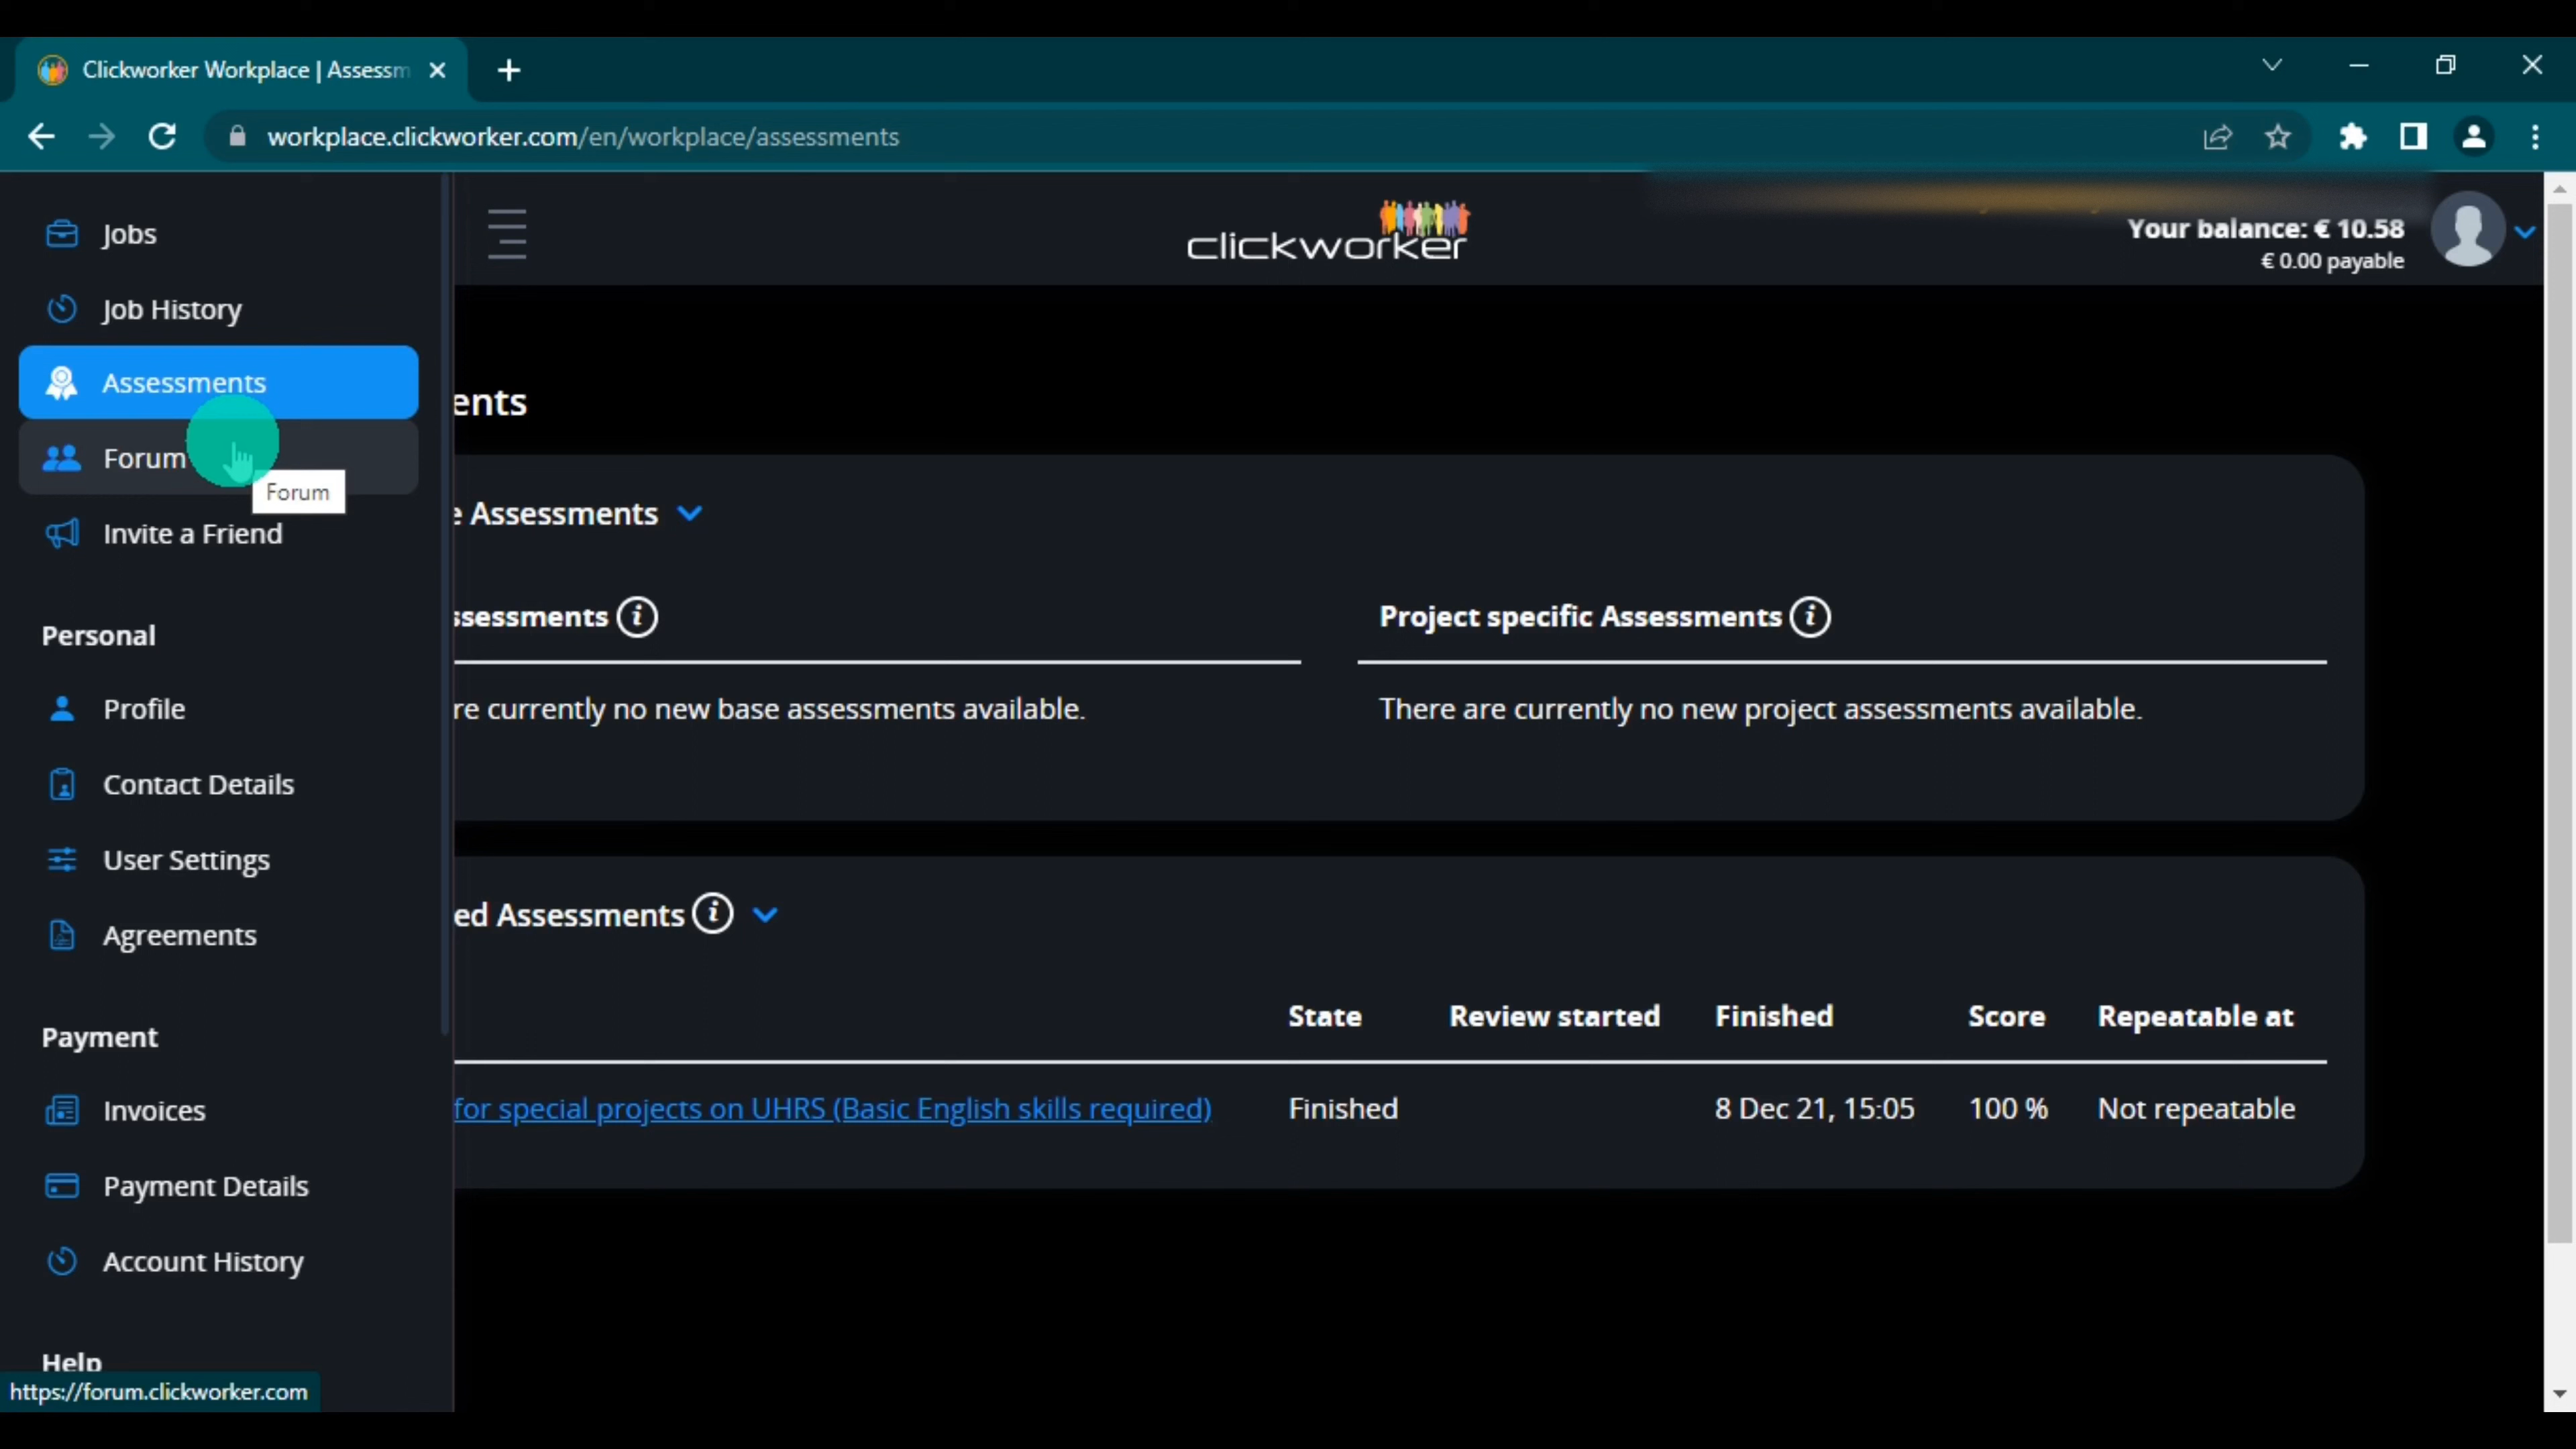 Clickworker Workplace | Assessm
workplace.clickworker.com/en/workplace/assessments
Jobs
Job History
Assessments
Forum
Forum
Invite a Friend
Personal
Profile
Contact Details
User Settings
Agreements
Payment
Invoices
Payment Details
Account History
Help
https://forum.clickworker.com
clickworker
Your balance: € 10.58
€ 0.00 payable
ents
e Assessments
ssessments
re currently no new base assessments available.
Project specific Assessments
There are currently no new project assessments available.
ed Assessments
State Review started Finished Score Repeatable at
for special projects on UHRS (Basic English skills required) Finished 8 Dec 21, 15:05 100 % Not repeatable